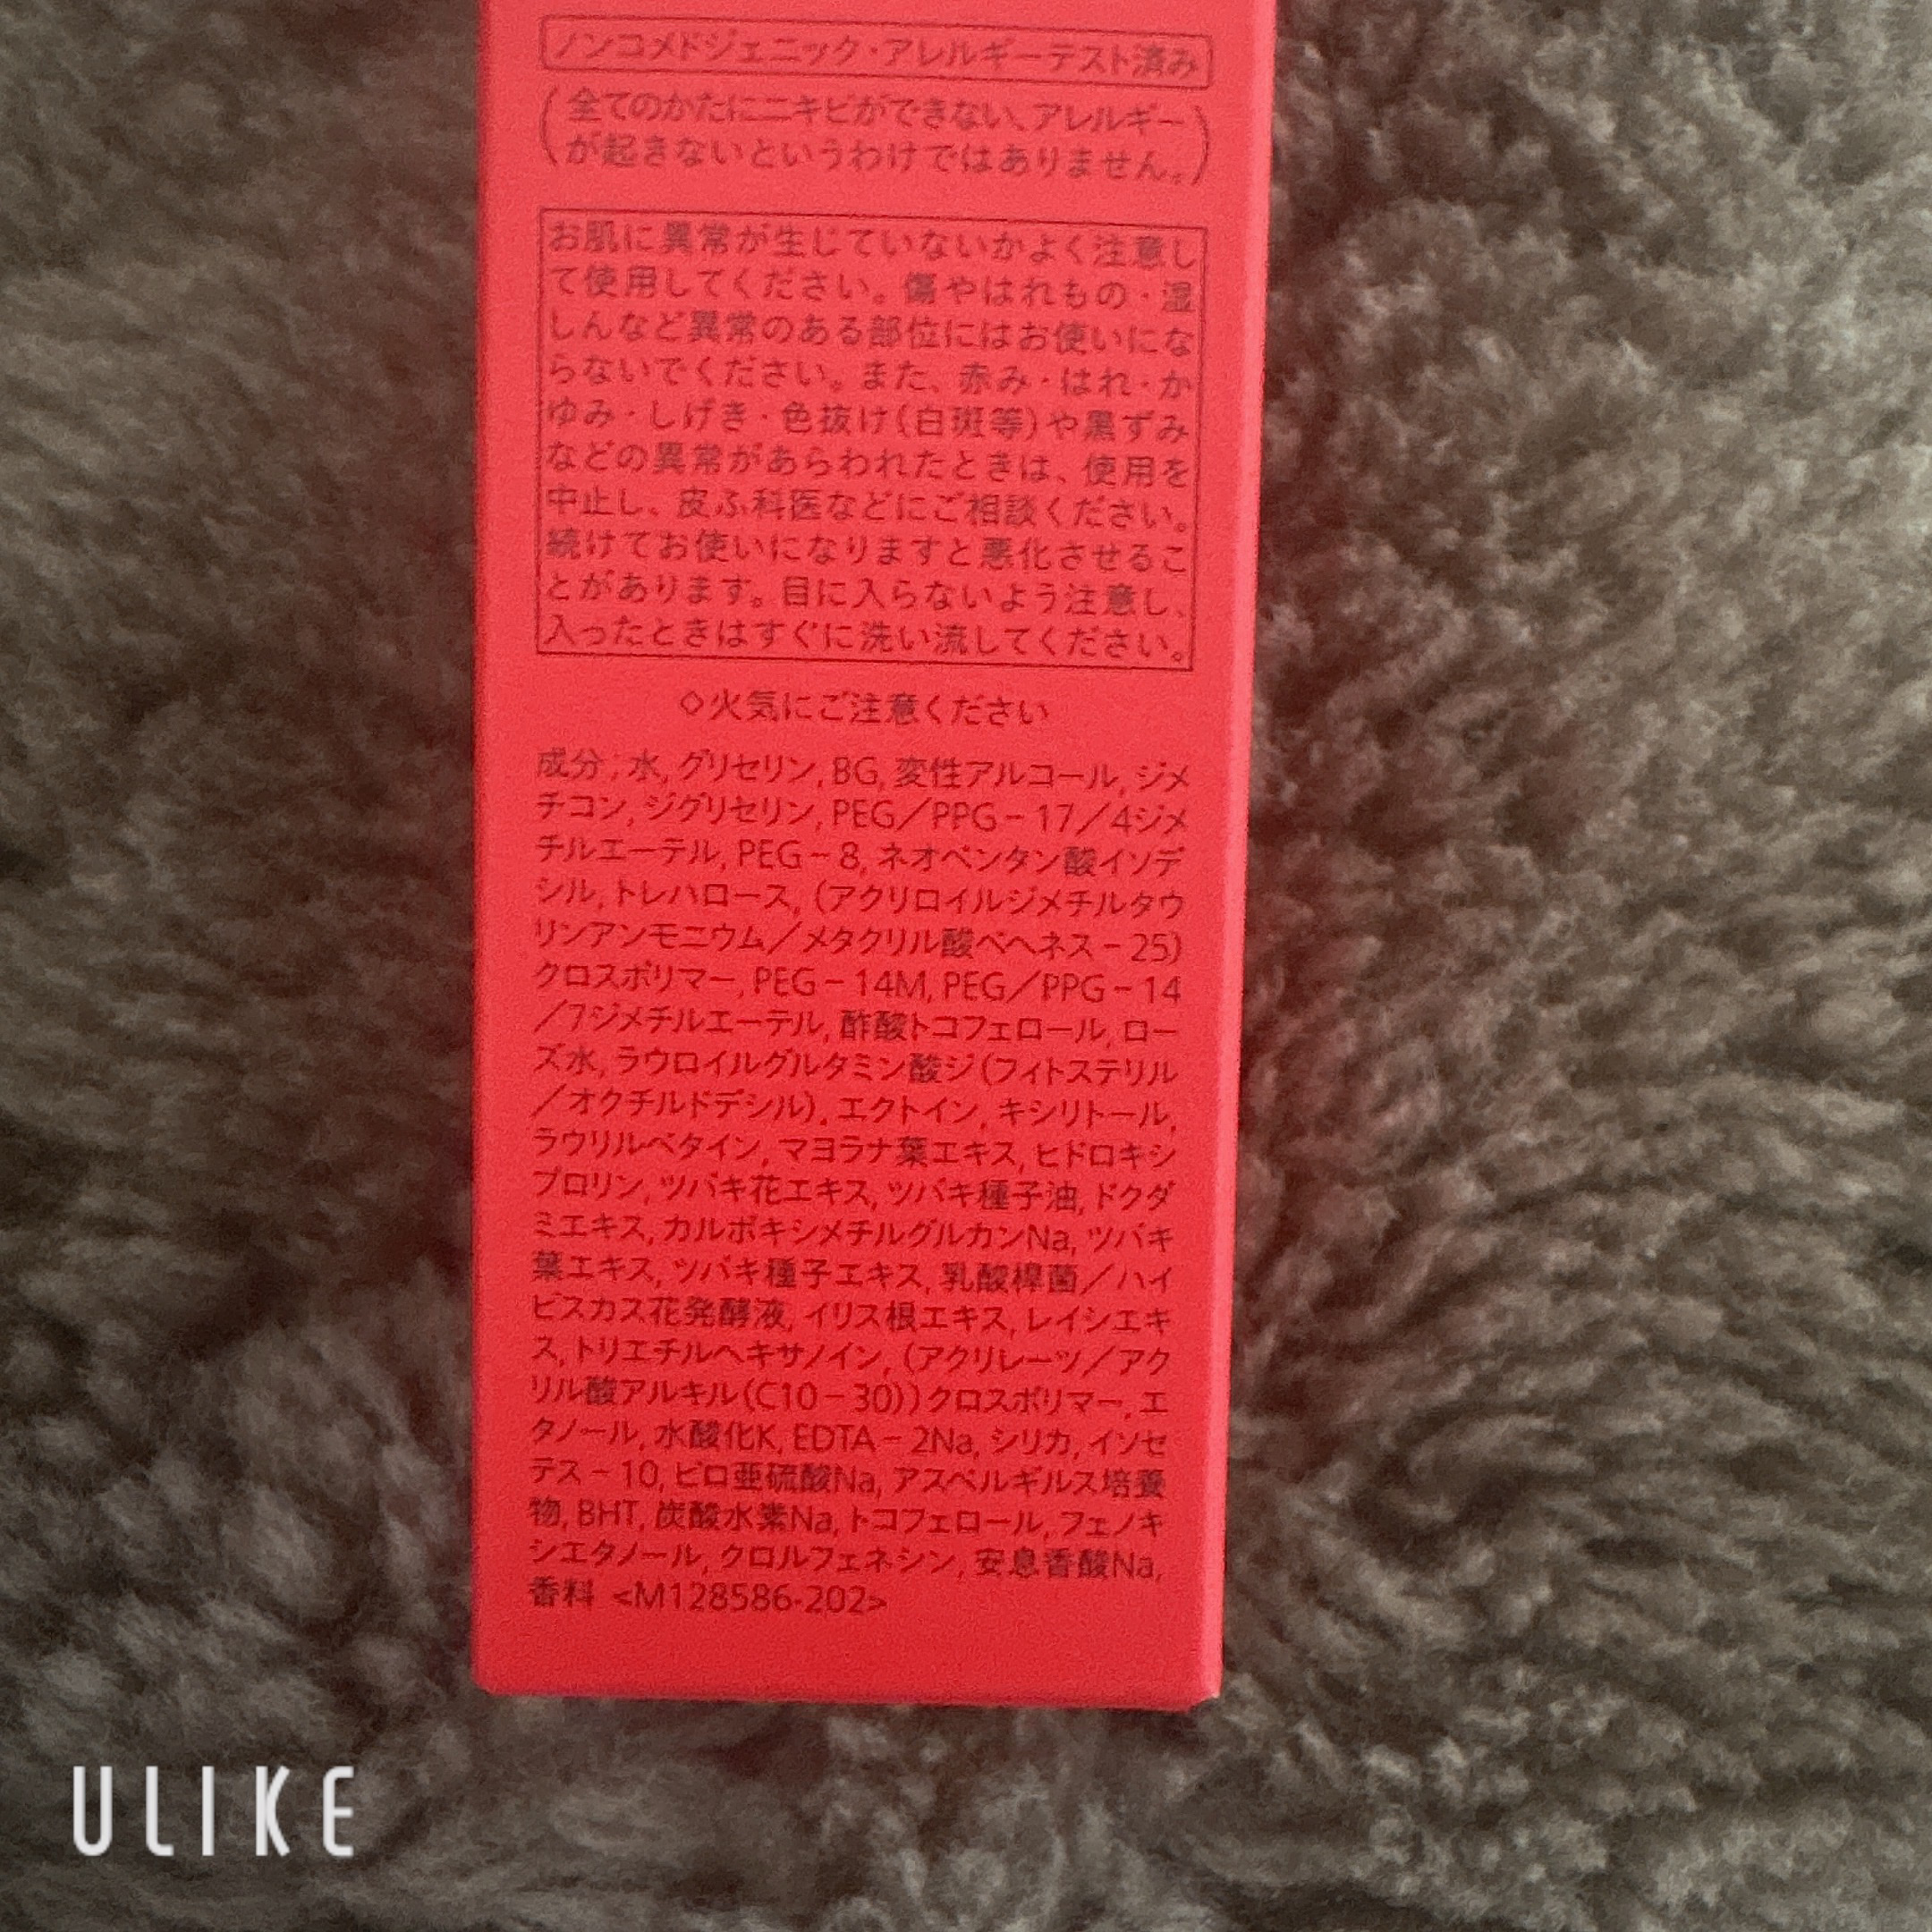 ノンコメドジェニック・アレルギーテスト済み
(全てのかたにニキビができない、アレルギー
が起きないというわけではありません。)
お肌に異常が生じていないかよく注意し
て使用してください。傷やはれもの・湿
しんなど異常のある部位にはお使いにな
らないでください。また、赤み・はれ・か
ゆみ・しげき・色抜け(白斑等)や黒ずみ
などの異常があらわれたときは、使用を
中止し、皮ふ科医などにご相談ください。
続けてお使いになりますと悪化させるこ
とがあります。目に入らないよう注意し、
入ったときはすぐに洗い流してください。
◇火気にご注意ください
成分:水, グリセリン, BG, 変性アルコール, ジメ
チコン, ジグリセリン, PEG/PPG-17/4ジメ
チルエーテル, PEG-8, ネオペンタン酸イソデ
シル, トレハロース, (アクリロイルジメチルタウ
リンアンモニウム/メタクリル酸ベヘネス-25)
クロスポリマー, PEG-14M, PEG/PPG-14
/7ジメチルエーテル, 酢酸トコフェロール, ロー
ズ水, ラウロイルグルタミン酸ジ(フィトステリル
/オクチルドデシル), エクトイン, キシリトール,
ラウリルベタイン, マヨラナ葉エキス, ヒドロキシ
プロリン, ツバキ花エキス, ツバキ種子油, ドクダ
ミエキス, カルボキシメチルグルカンNa, ツバキ
葉エキス, ツバキ種子エキス, 乳酸桿菌/ハイ
ビスカス花発酵液, イリス根エキス, レイシエキ
ス, トリエチルヘキサノイン, (アクリレーツ/アク
リル酸アルキル(C10-30))クロスポリマー, エ
タノール, 水酸化K, EDTA-2Na, シリカ, イソセ
テス-10, ピロ亜硫酸Na, アスペルギルス培養
物, BHT, 炭酸水素Na, トコフェロール, フェノキ
シエタノール, クロルフェネシン, 安息香酸Na,
香料 <M128586-202>
ULIKE